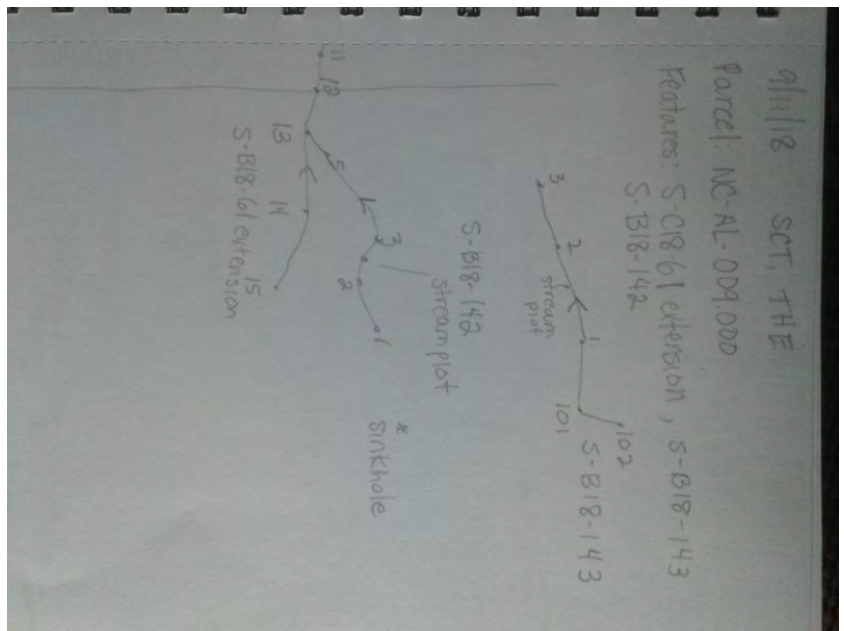 9/11/18 SCT, THE
Parcel: NC-AL-009.000
Features: S-C18-61 extension, S-B18-143
S-B18-142
102
101
S-B18-143
1
stream
plot
2
3
S-B18-142
streamplot
*
sinkhole
1
2
3
5
11
12
13
14
15
S-B18-61 extension